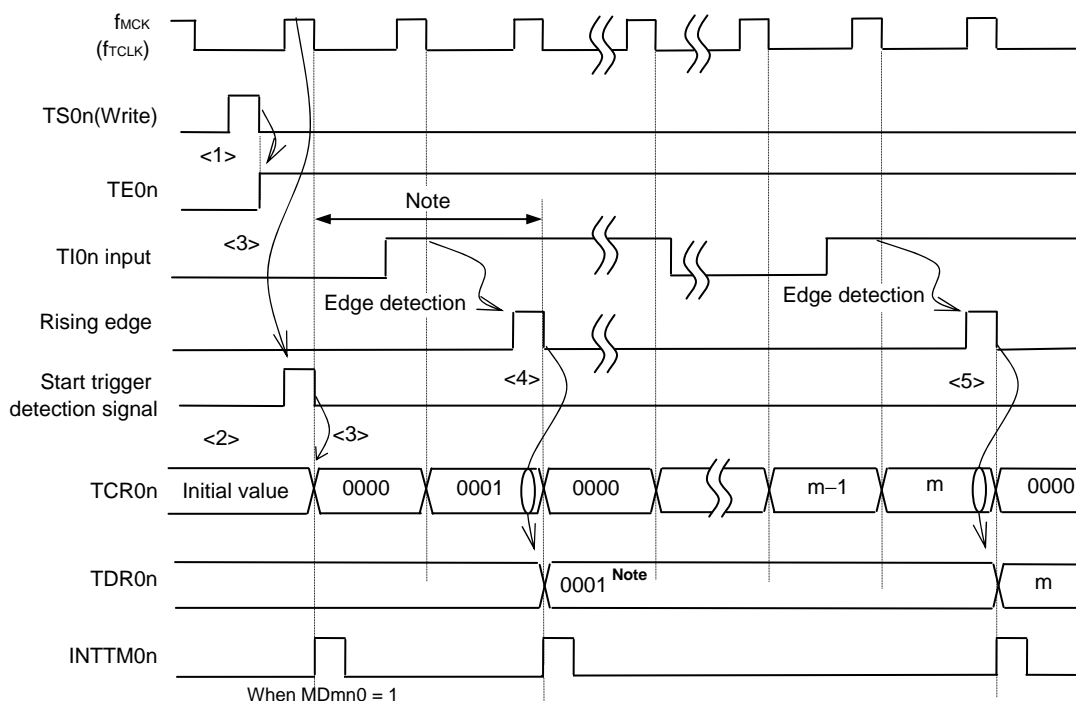 fMCK
(fTCLK)
TS0n(Write)
<1>
TE0n
Note
<3>
TI0n input
Edge detection
Edge detection
Rising edge
<4>
<5>
Start trigger
detection signal
<2>
<3>
TCR0n
Initial value
0000
0001
0000
m−1
m
0000
TDR0n
0001 Note
m
INTTM0n
When MDmn0 = 1